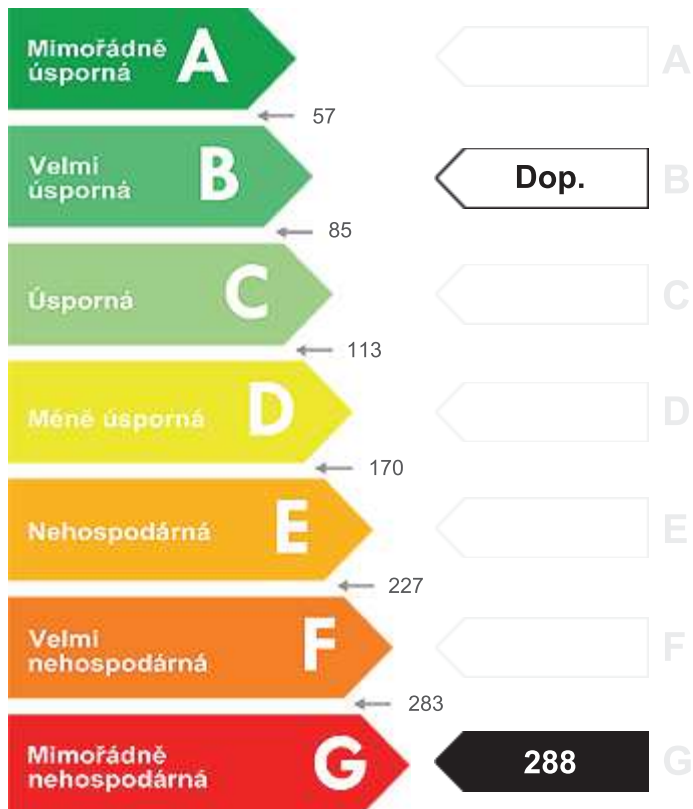 Mimořádně
úsporná
A
A
57
Velmi
úsporná
B
Dop.
B
85
Úsporná
C
C
113
Méně úsporná
D
D
170
Nehospodárná
E
E
227
Velmi
nehospodárná
F
F
283
Mimořádně
nehospodárná
G
288
G